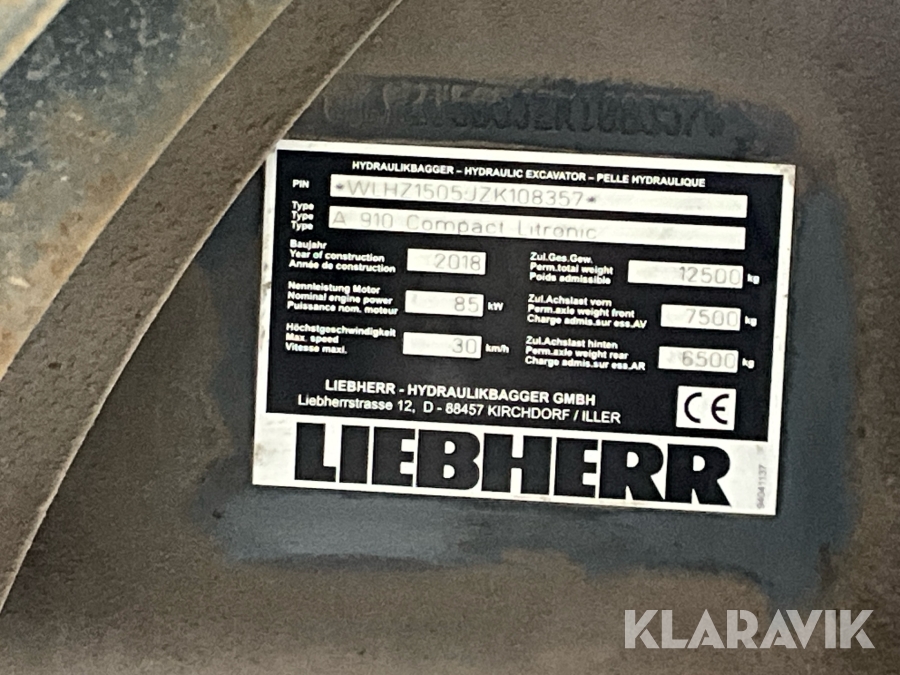 HYDRAULIKBAGGER - HYDRAULIC EXCAVATOR - PELLE HYDRAULIQUE
PIN *WLHZ1505JZK108357*
Type
Type A 910 Compact Litronic
Type
Baujahr
Year of construction 2018
Année de construction
Zul.Ges.Gew.
Perm.total weight 12500 kg
Poids admissible
Nennleistung Motor
Nominal engine power 85 kW
Puissance nom. moteur
Zul.Achslast vorn
Perm.axle weight front 7500 kg
Charge admis.sur ess.AV
Höchstgeschwindigkeit
Max. speed 30 km/h
Vitesse maxi.
Zul.Achslast hinten
Perm.axle weight rear 6500 kg
Charge admis.sur ess.AR
LIEBHERR - HYDRAULIKBAGGER GMBH
Liebherrstrasse 12, D - 88457 KIRCHDORF / ILLER
CE
LIEBHERR
94041137
KLARAVIK